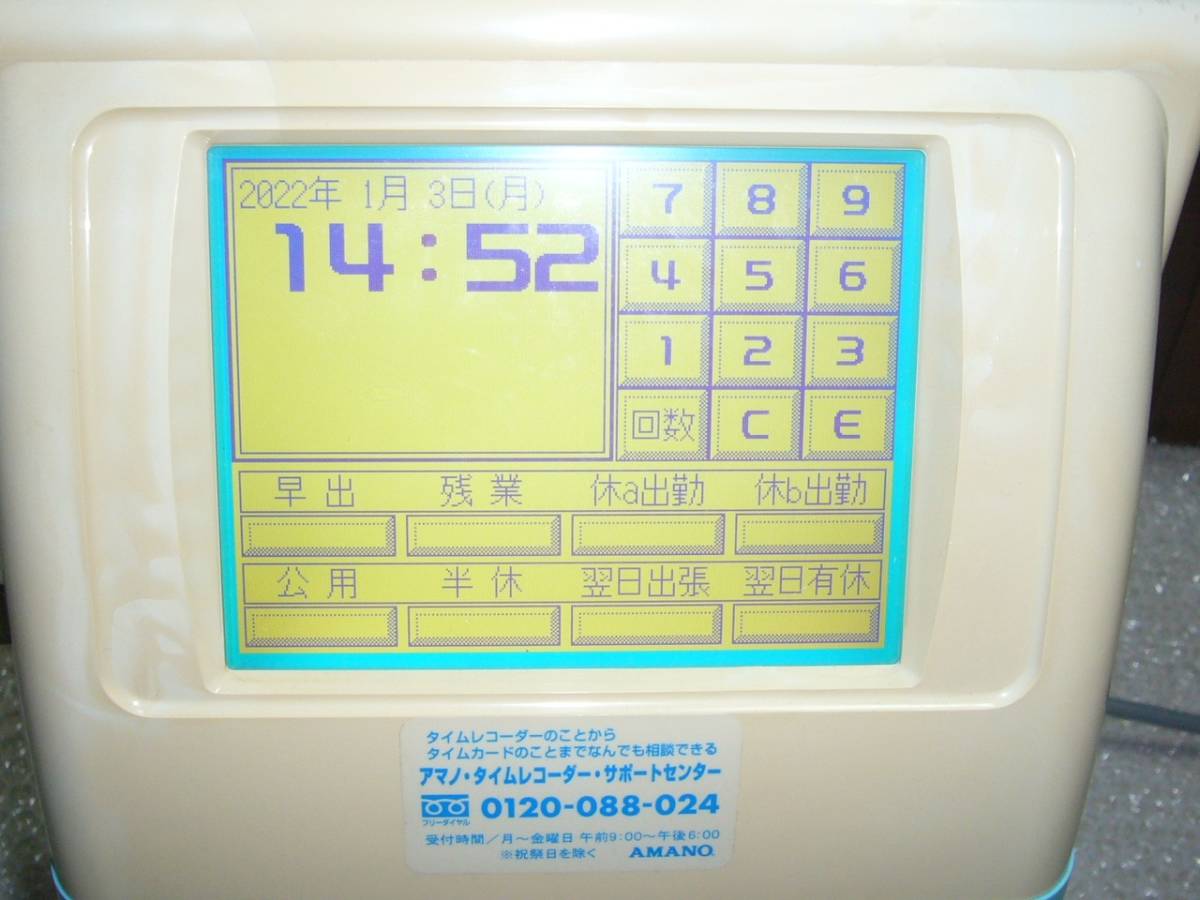 2022年 1月 3日(月)
14:52
7 8 9
4 5 6
1 2 3
回数 C E
早出 残業 休a出勤 休b出勤
公用 半休 翌日出張 翌日有休
タイムレコーダーのことから
タイムカードのことまでなんでも相談できる
アマノ・タイムレコーダー・サポートセンター
フリーダイヤル 0120-088-024
受付時間/月〜金曜日 午前9:00〜午後6:00
※祝祭日を除く AMANO